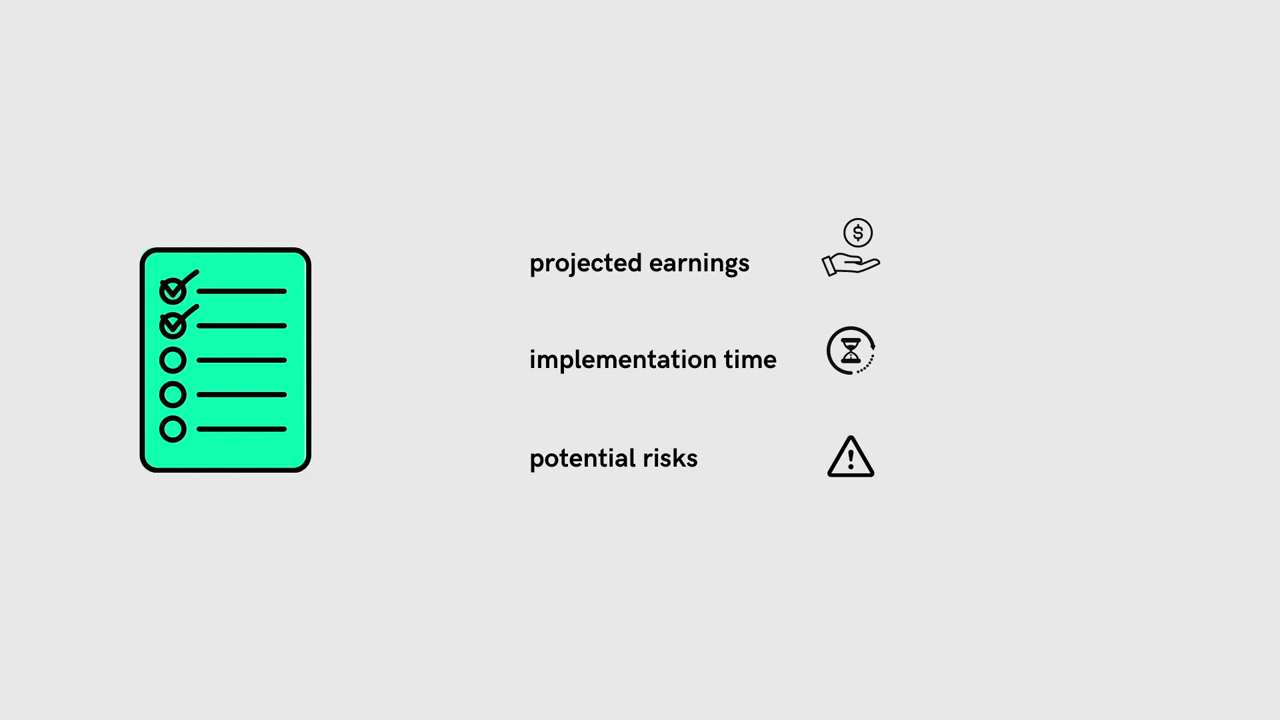 projected earnings
$
implementation time
potential risks
!